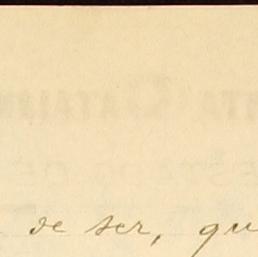 de ser, qu